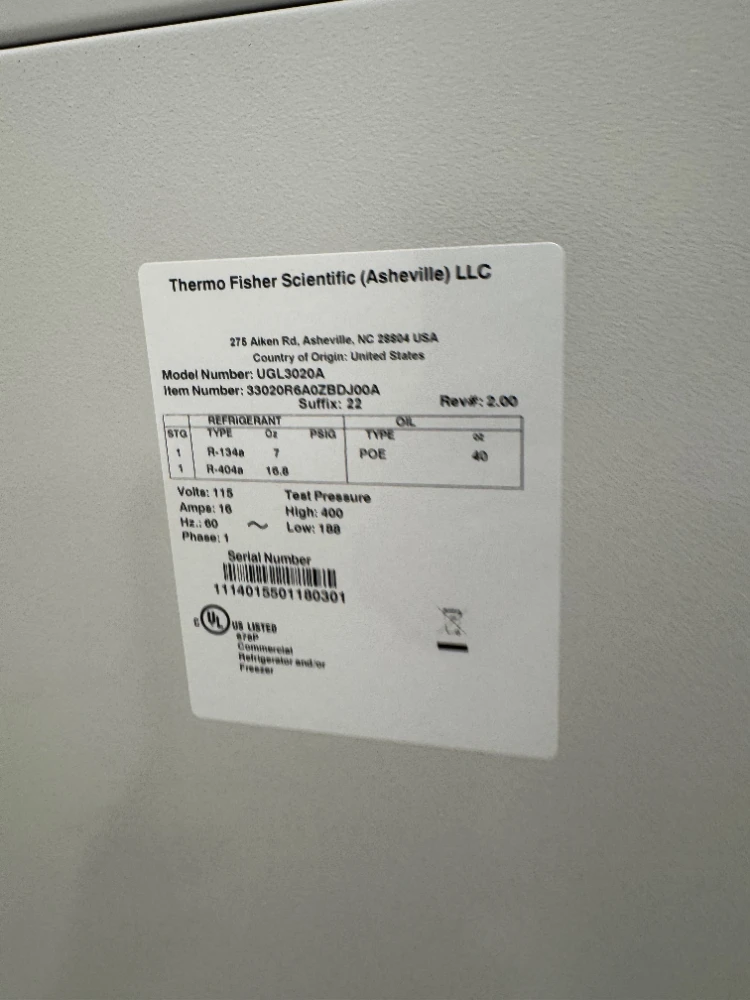 Thermo Fisher Scientific (Asheville) LLC
275 Aiken Rd, Asheville, NC 28804 USA
Country of Origin: United States
Model Number: UGL3020A
Item Number: 33020R6A0ZBDJ00A
Suffix: 22 Rev#: 2.00
REFRIGERANT OIL
STG TYPE Oz PSIG TYPE oz
1 R-134a 7 POE 40
1 R-404a 16.8
Volts: 115 Test Pressure
Amps: 16 High: 400
Hz.: 60 ~ Low: 188
Phase: 1
Serial Number
1114015501180301
C UL US LISTED
Commercial
Refrigerator and/or
Freezer